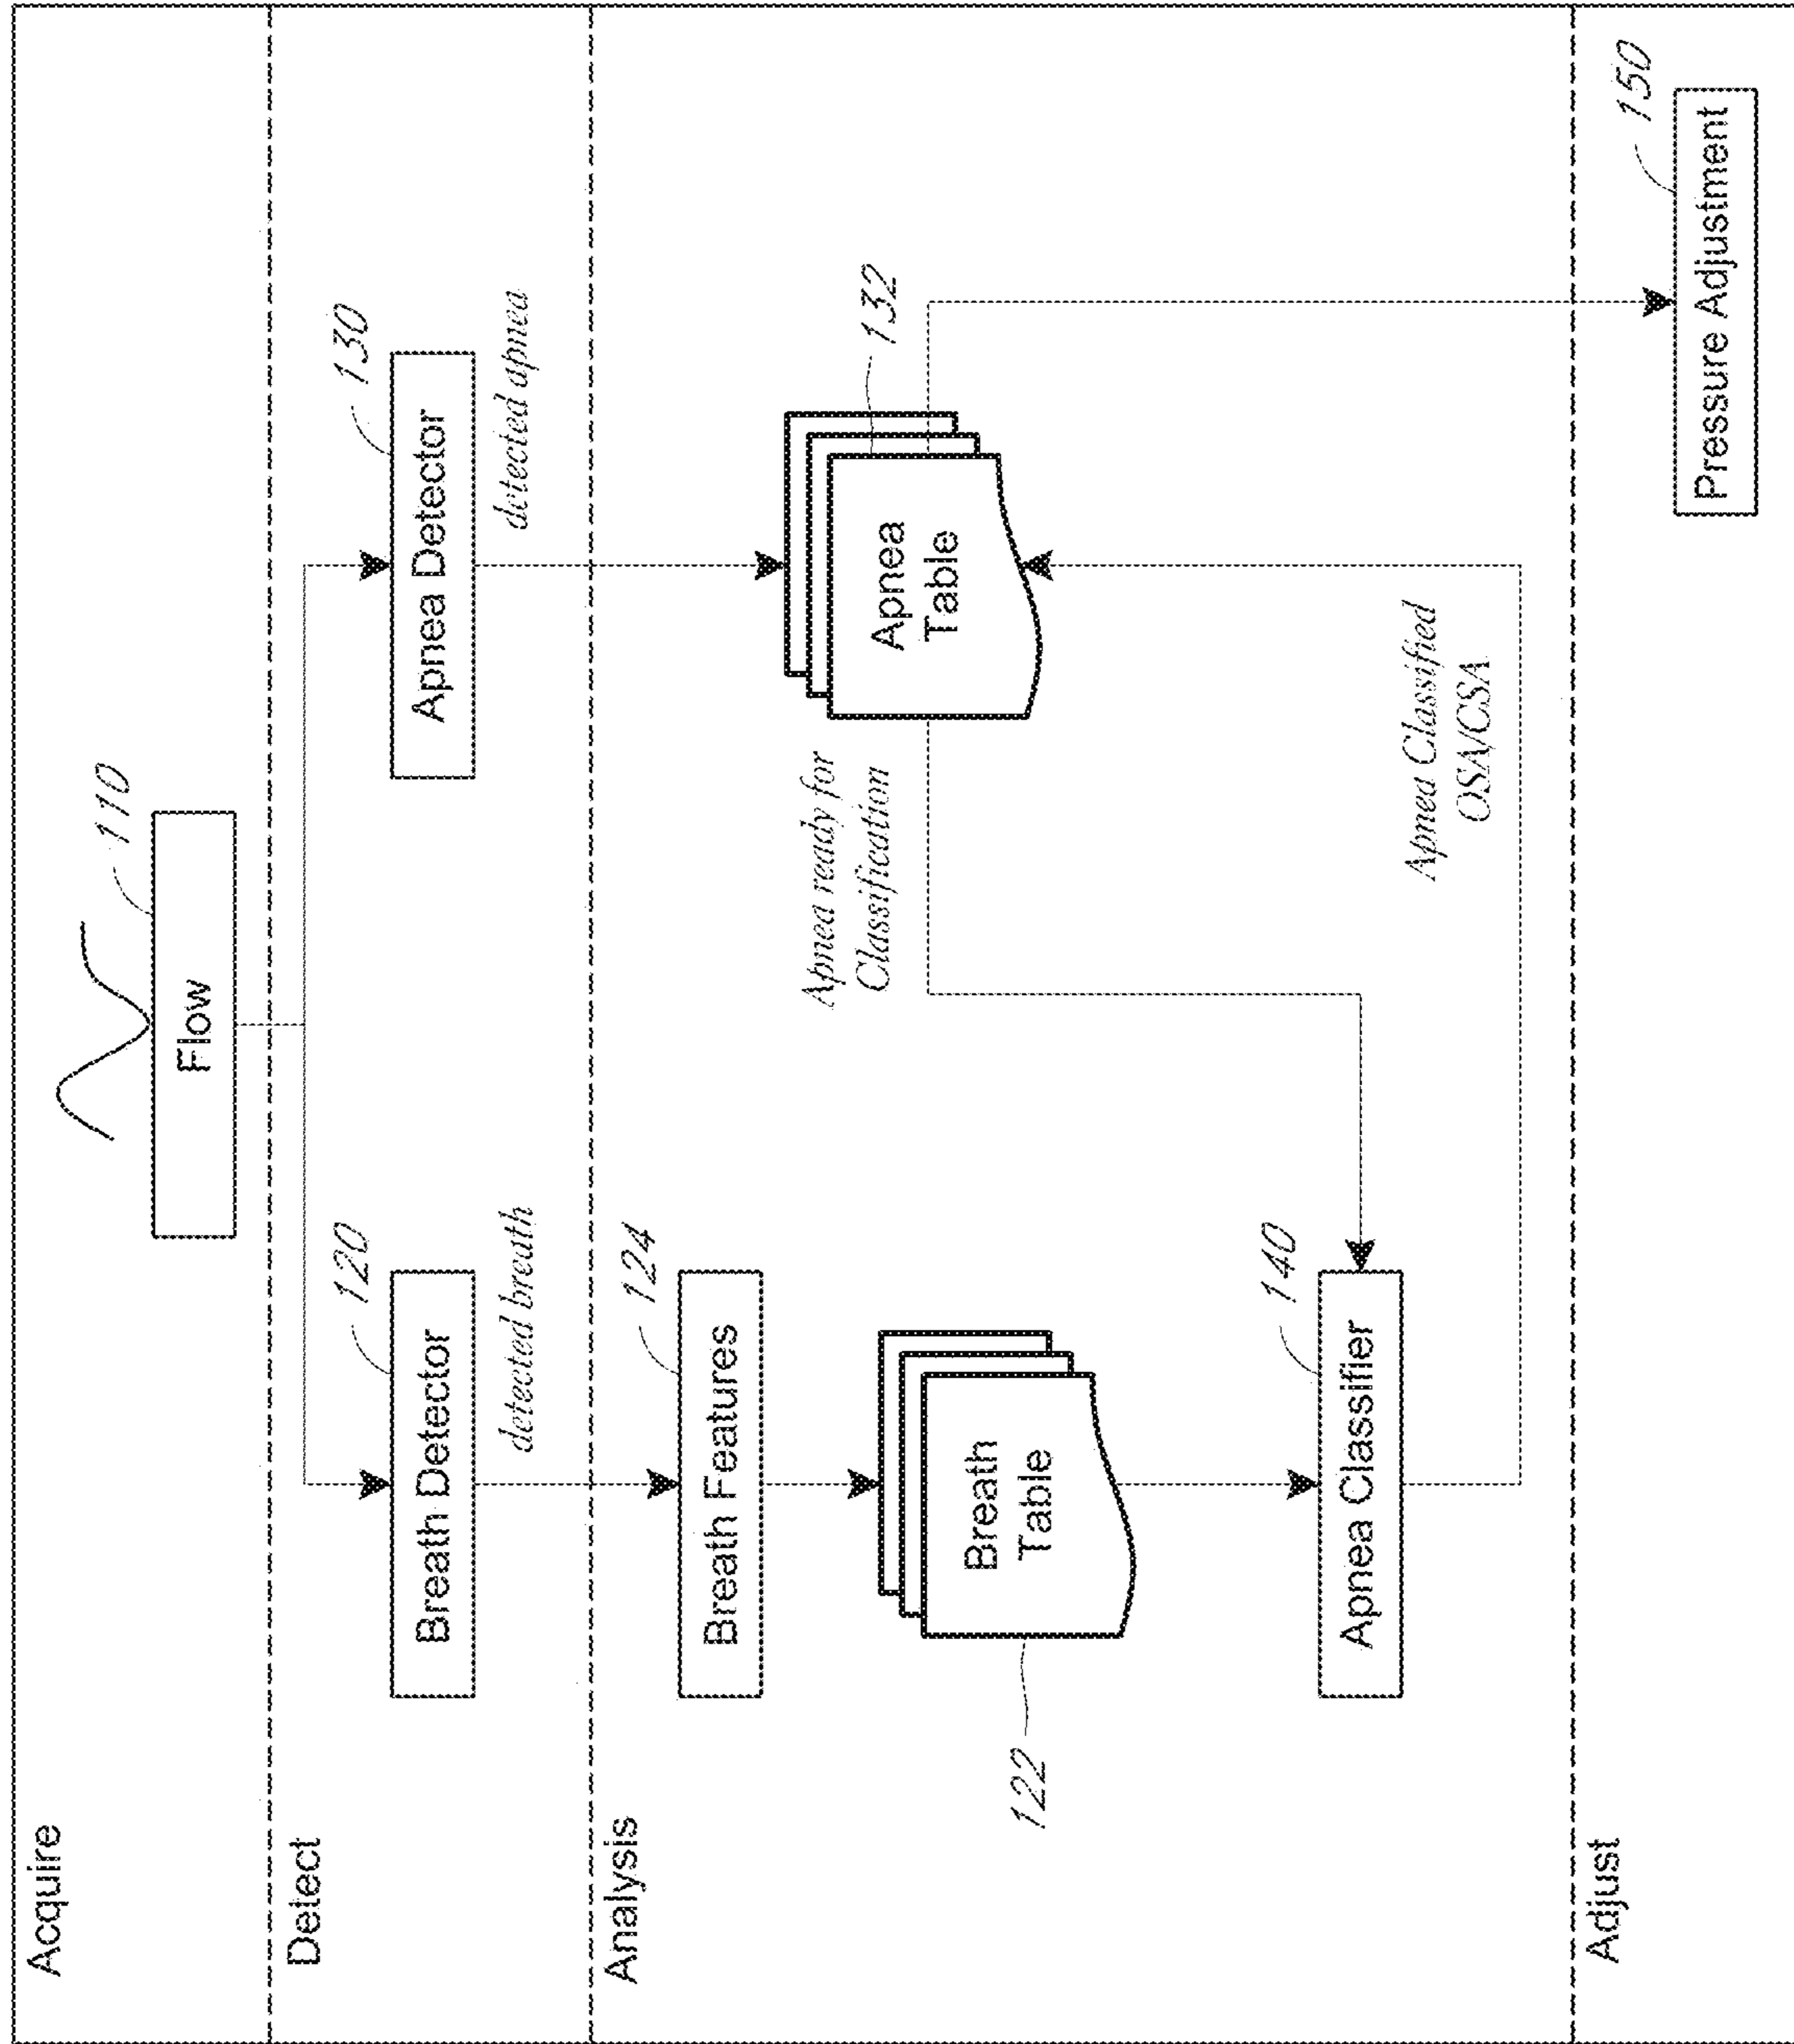 Acquire
110
Flow
Detect
120
130
Breath Detector
Apnea Detector
detected breath
detected apnea
Analysis
124
Breath Features
132
Breath
Table
Apnea
Table
122
Apnea ready for
Classification
140
Apnea Classifier
Apnea Classified
OSA/CSA
Adjust
150
Pressure Adjustment